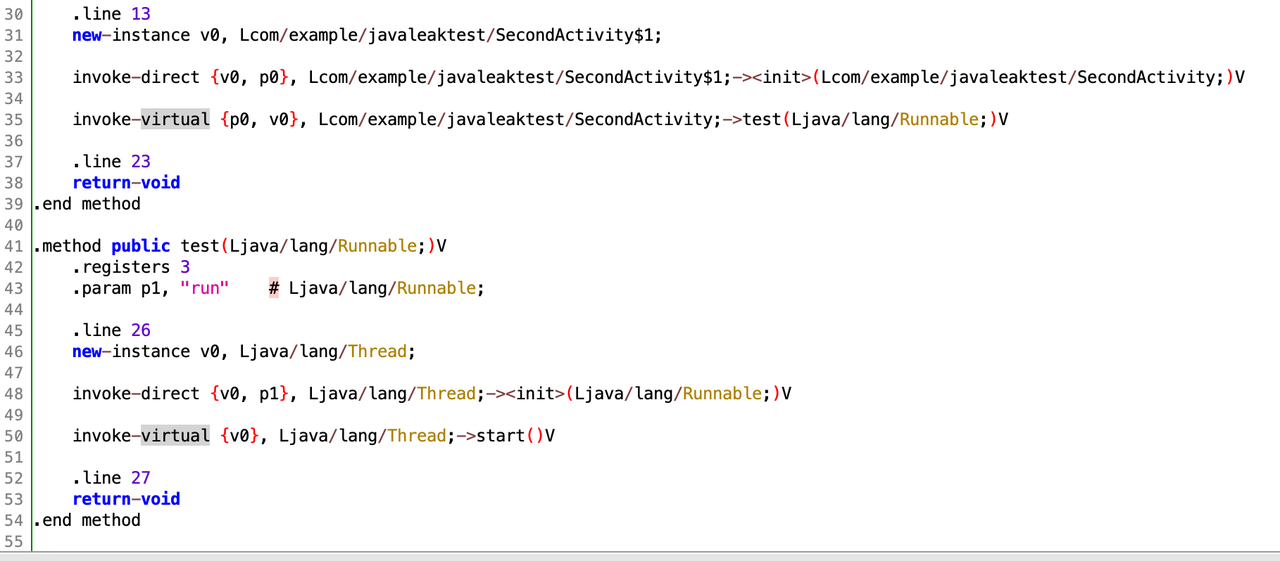 30 .line 13
31 new-instance v0, Lcom/example/javaleaktest/SecondActivity$1;
32
33 invoke-direct {v0, p0}, Lcom/example/javaleaktest/SecondActivity$1;-><init>(Lcom/example/javaleaktest/SecondActivity;)V
34
35 invoke-virtual {p0, v0}, Lcom/example/javaleaktest/SecondActivity;->test(Ljava/lang/Runnable;)V
36
37 .line 23
38 return-void
39 .end method
40
41 .method public test(Ljava/lang/Runnable;)V
42 .registers 3
43 .param p1, "run"    # Ljava/lang/Runnable;
44
45 .line 26
46 new-instance v0, Ljava/lang/Thread;
47
48 invoke-direct {v0, p1}, Ljava/lang/Thread;-><init>(Ljava/lang/Runnable;)V
49
50 invoke-virtual {v0}, Ljava/lang/Thread;->start()V
51
52 .line 27
53 return-void
54 .end method
55